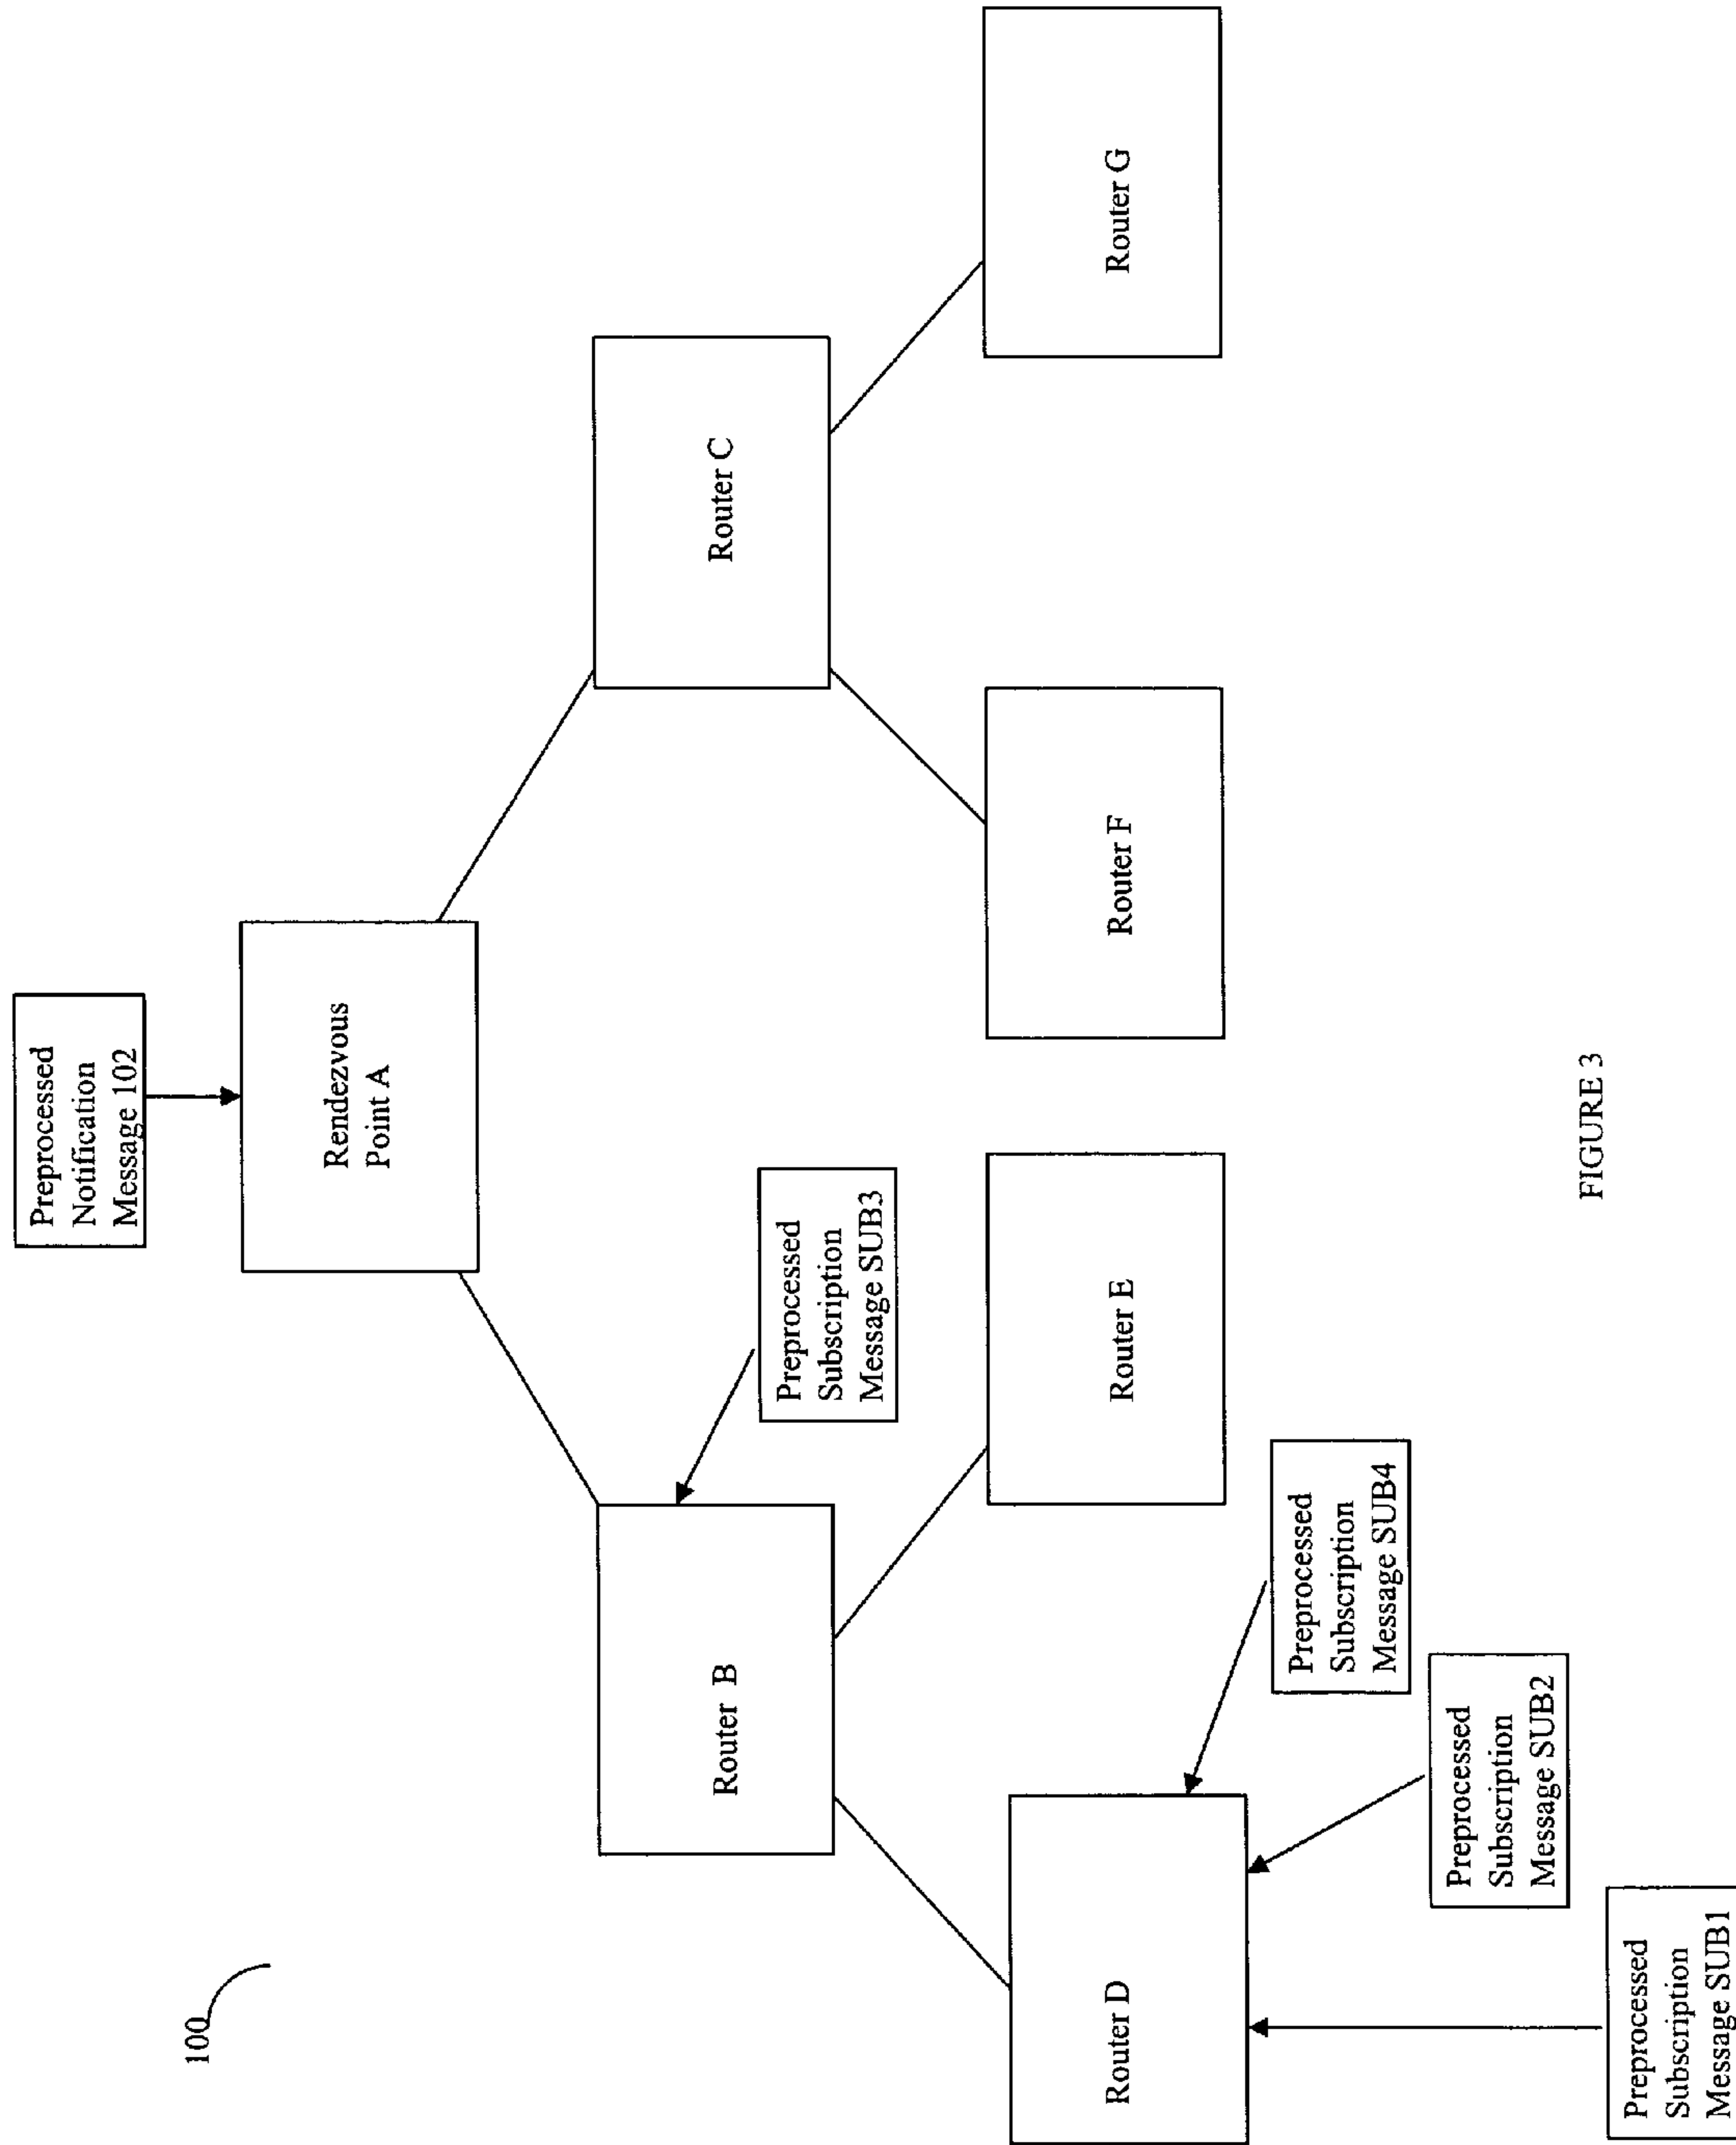 100
Preprocessed
Notification
Message 102
Rendezvous
Point A
Router B
Preprocessed
Subscription
Message SUB3
Router C
Router D
Router E
Router F
Router G
Preprocessed
Subscription
Message SUB4
Preprocessed
Subscription
Message SUB2
Preprocessed
Subscription
Message SUB1
FIGURE 3